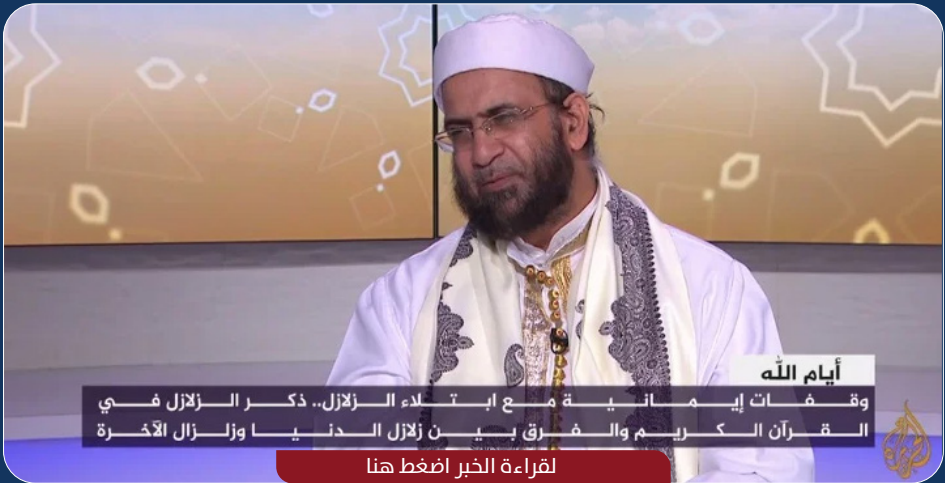 أيام الله
وقفات إيمانية مع ابتلاء الزلازل.. ذكر الزلازل في
القرآن الكريم والفرق بين زلازل الدنيا وزلزال الآخرة
لقراءة الخبر اضغط هنا